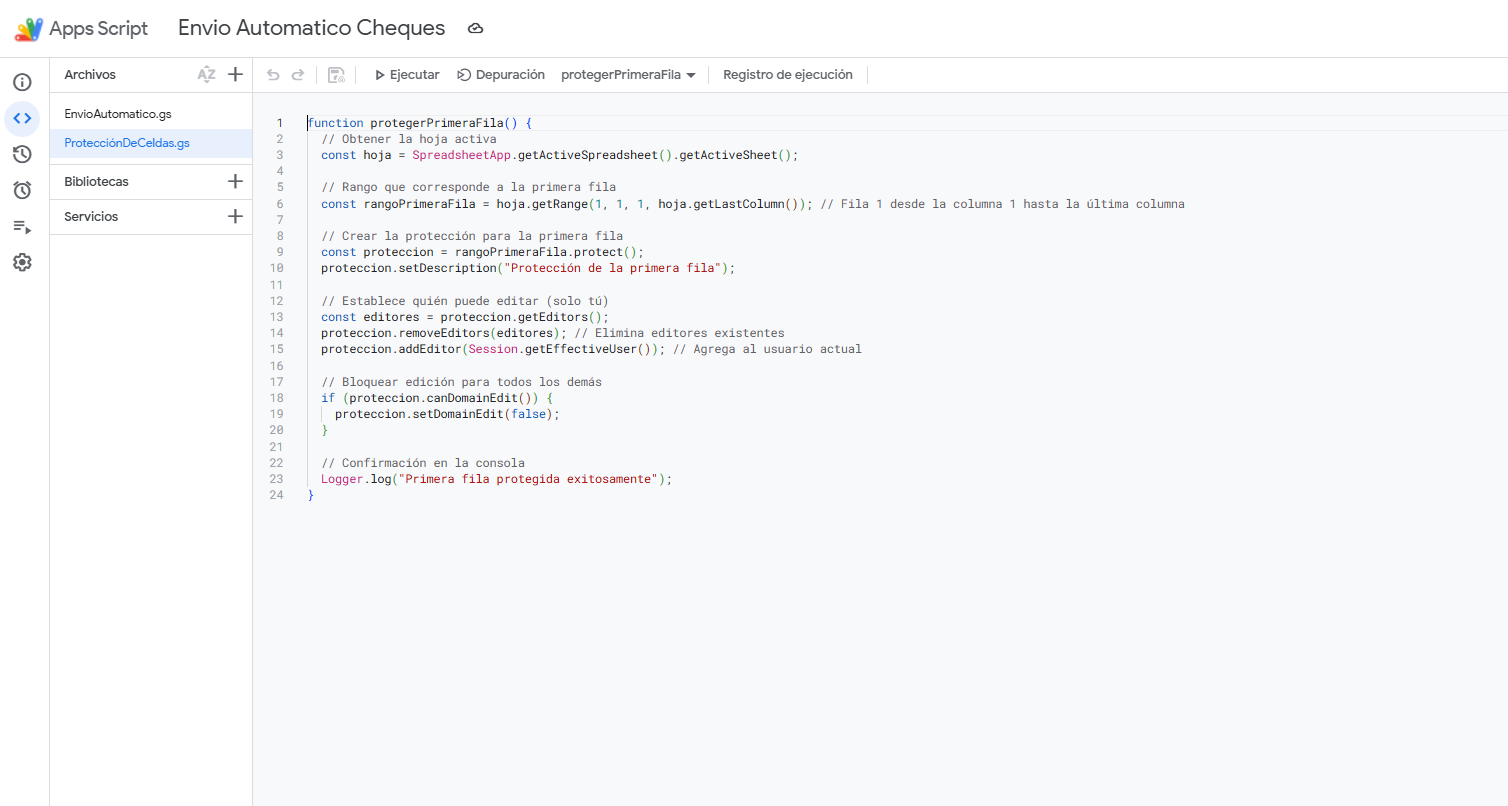 Apps Script Envio Automatico Cheques
Archivos AZ
Ejecutar Depuración protegerPrimeraFila Registro de ejecución
EnvioAutomatico.gs
ProtecciónDeCeldas.gs
Bibliotecas
Servicios
1 function protegerPrimeraFila() {
2 // Obtener la hoja activa
3 const hoja = SpreadsheetApp.getActiveSpreadsheet().getActiveSheet();
4
5 // Rango que corresponde a la primera fila
6 const rangoPrimeraFila = hoja.getRange(1, 1, 1, hoja.getLastColumn()); // Fila 1 desde la columna 1 hasta la última columna
7
8 // Crear la protección para la primera fila
9 const proteccion = rangoPrimeraFila.protect();
10 proteccion.setDescription("Protección de la primera fila");
11
12 // Establece quién puede editar (solo tú)
13 const editores = proteccion.getEditors();
14 proteccion.removeEditors(editores); // Elimina editores existentes
15 proteccion.addEditor(Session.getEffectiveUser()); // Agrega al usuario actual
16
17 // Bloquear edición para todos los demás
18 if (proteccion.canDomainEdit()) {
19 proteccion.setDomainEdit(false);
20 }
21
22 // Confirmación en la consola
23 Logger.log("Primera fila protegida exitosamente");
24 }